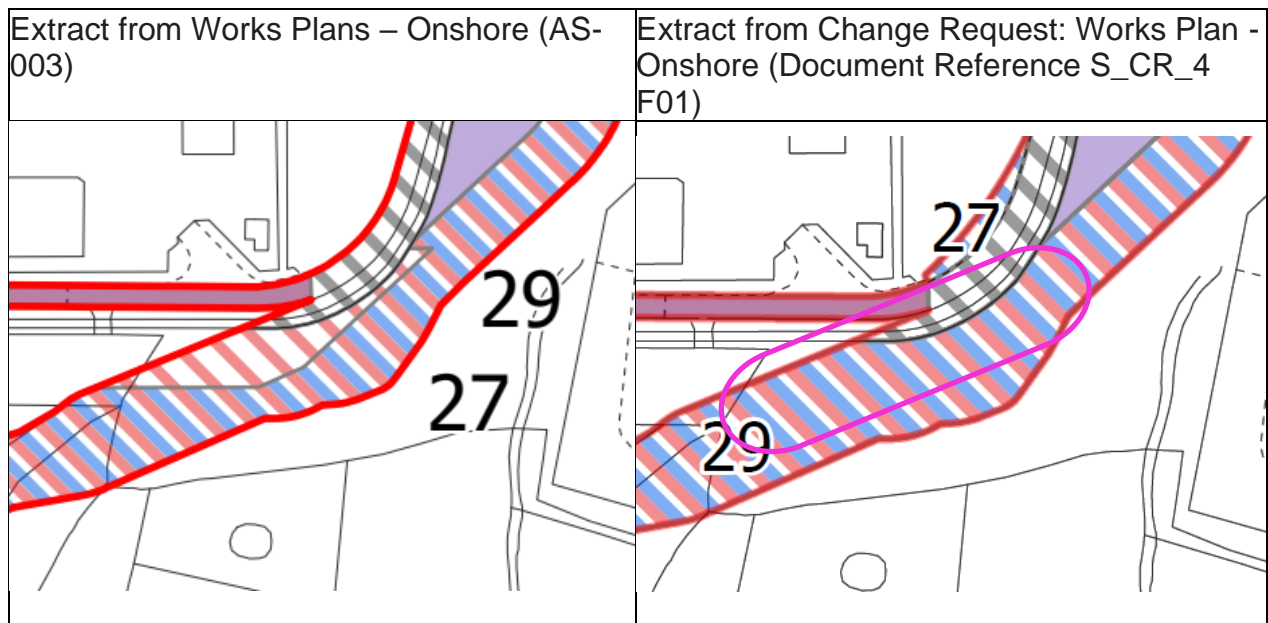 Extract from Works Plans – Onshore (AS-
003)
Extract from Change Request: Works Plan -
Onshore (Document Reference S_CR_4
F01)
29
27
27
29